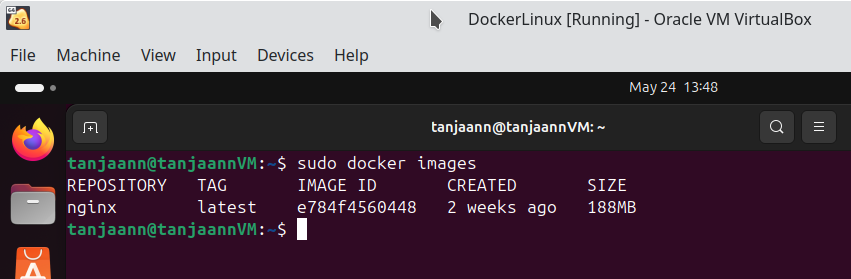 64
2.6
DockerLinux [Running] - Oracle VM VirtualBox
File Machine View Input Devices Help
May 24 13:48
tanjaann@tanjaannVM: ~
tanjaann@tanjaannVM:~$ sudo docker images
REPOSITORY TAG IMAGE ID CREATED SIZE
nginx latest e784f4560448 2 weeks ago 188MB
tanjaann@tanjaannVM:~$